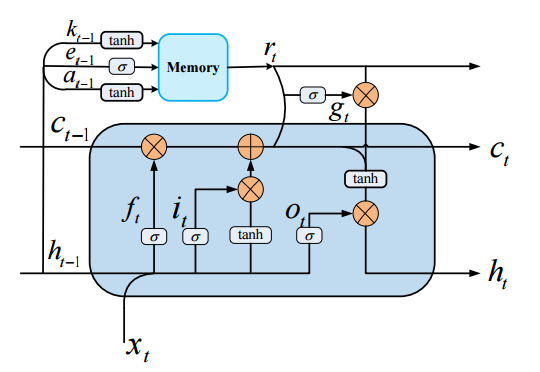 k_{t-1} tanh
e_{t-1} σ
a_{t-1} tanh
Memory
r_t
σ
g_t
c_{t-1}
c_t
tanh
f_t
i_t
o_t
σ
σ
tanh
σ
h_{t-1}
h_t
x_t